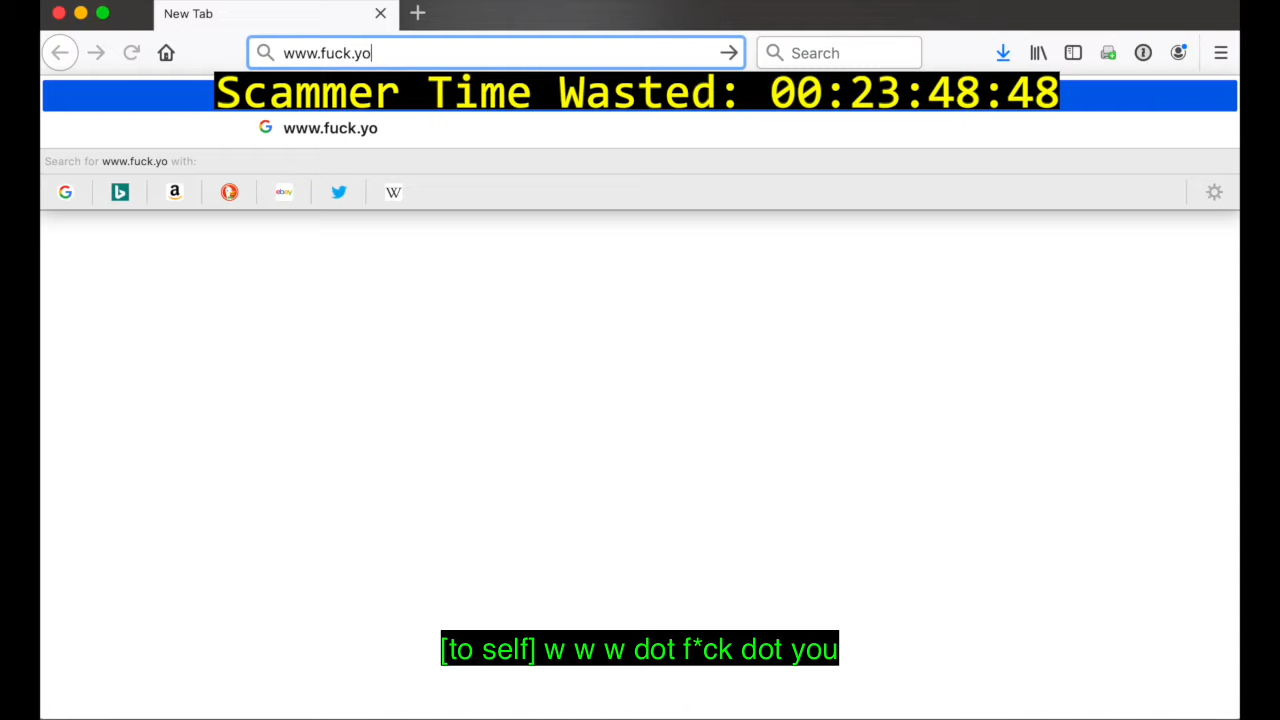 New Tab
www.fuck.yo
Search
Scammer Time Wasted: 00:23:48:48
www.fuck.yo
Search for www.fuck.yo with:
[to self] w w w dot f*ck dot you